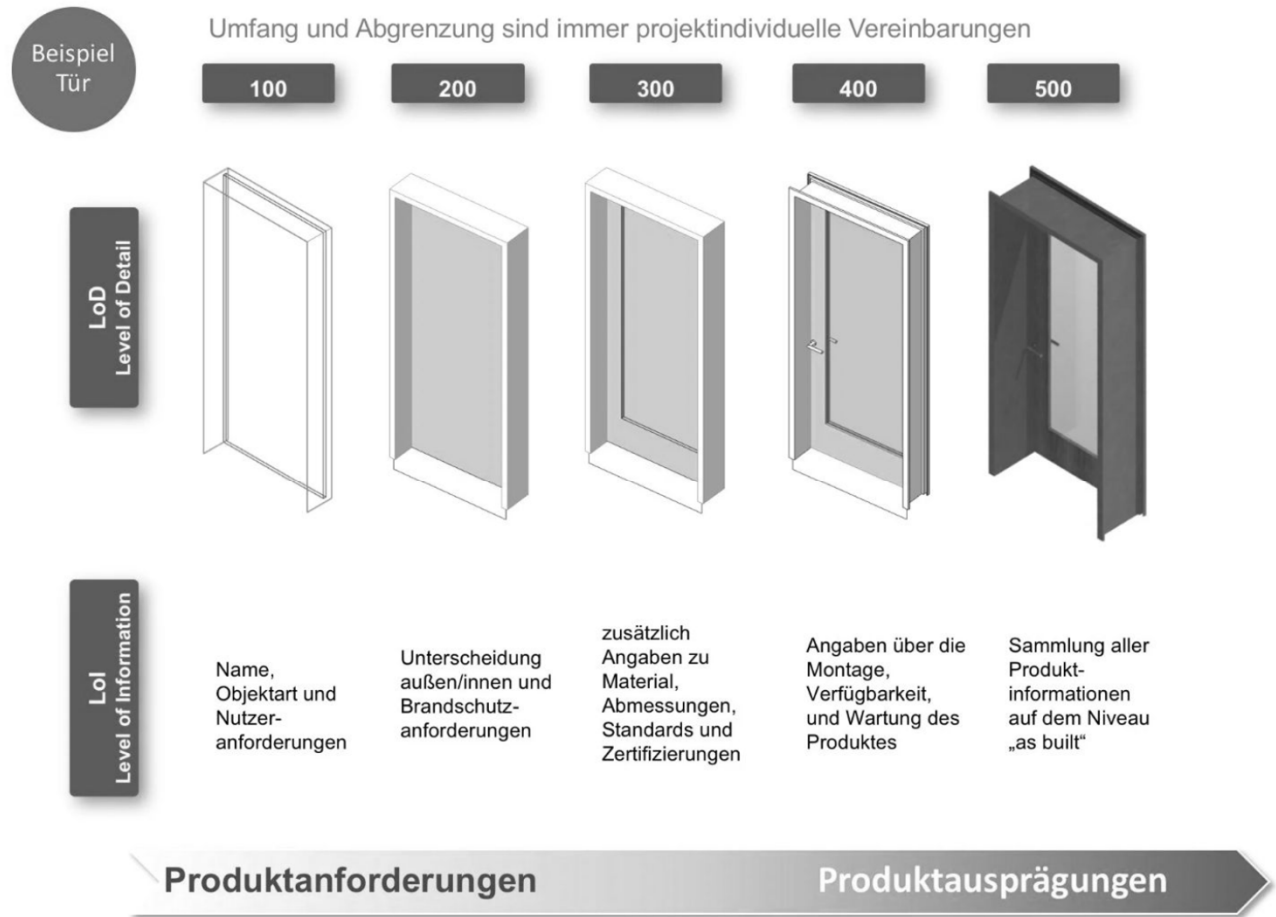 Umfang und Abgrenzung sind immer projektindividuelle Vereinbarungen
Beispiel
Tür
100
200
300
400
500
LoD
Level of Detail
LoI
Level of Information
Name,
Objektart und
Nutzer-
anforderungen
Unterscheidung
außen/innen und
Brandschutz-
anforderungen
zusätzlich
Angaben zu
Material,
Abmessungen,
Standards und
Zertifizierungen
Angaben über die
Montage,
Verfügbarkeit,
und Wartung des
Produktes
Sammlung aller
Produkt-
informationen
auf dem Niveau
„as built“
Produktanforderungen
Produktausprägungen